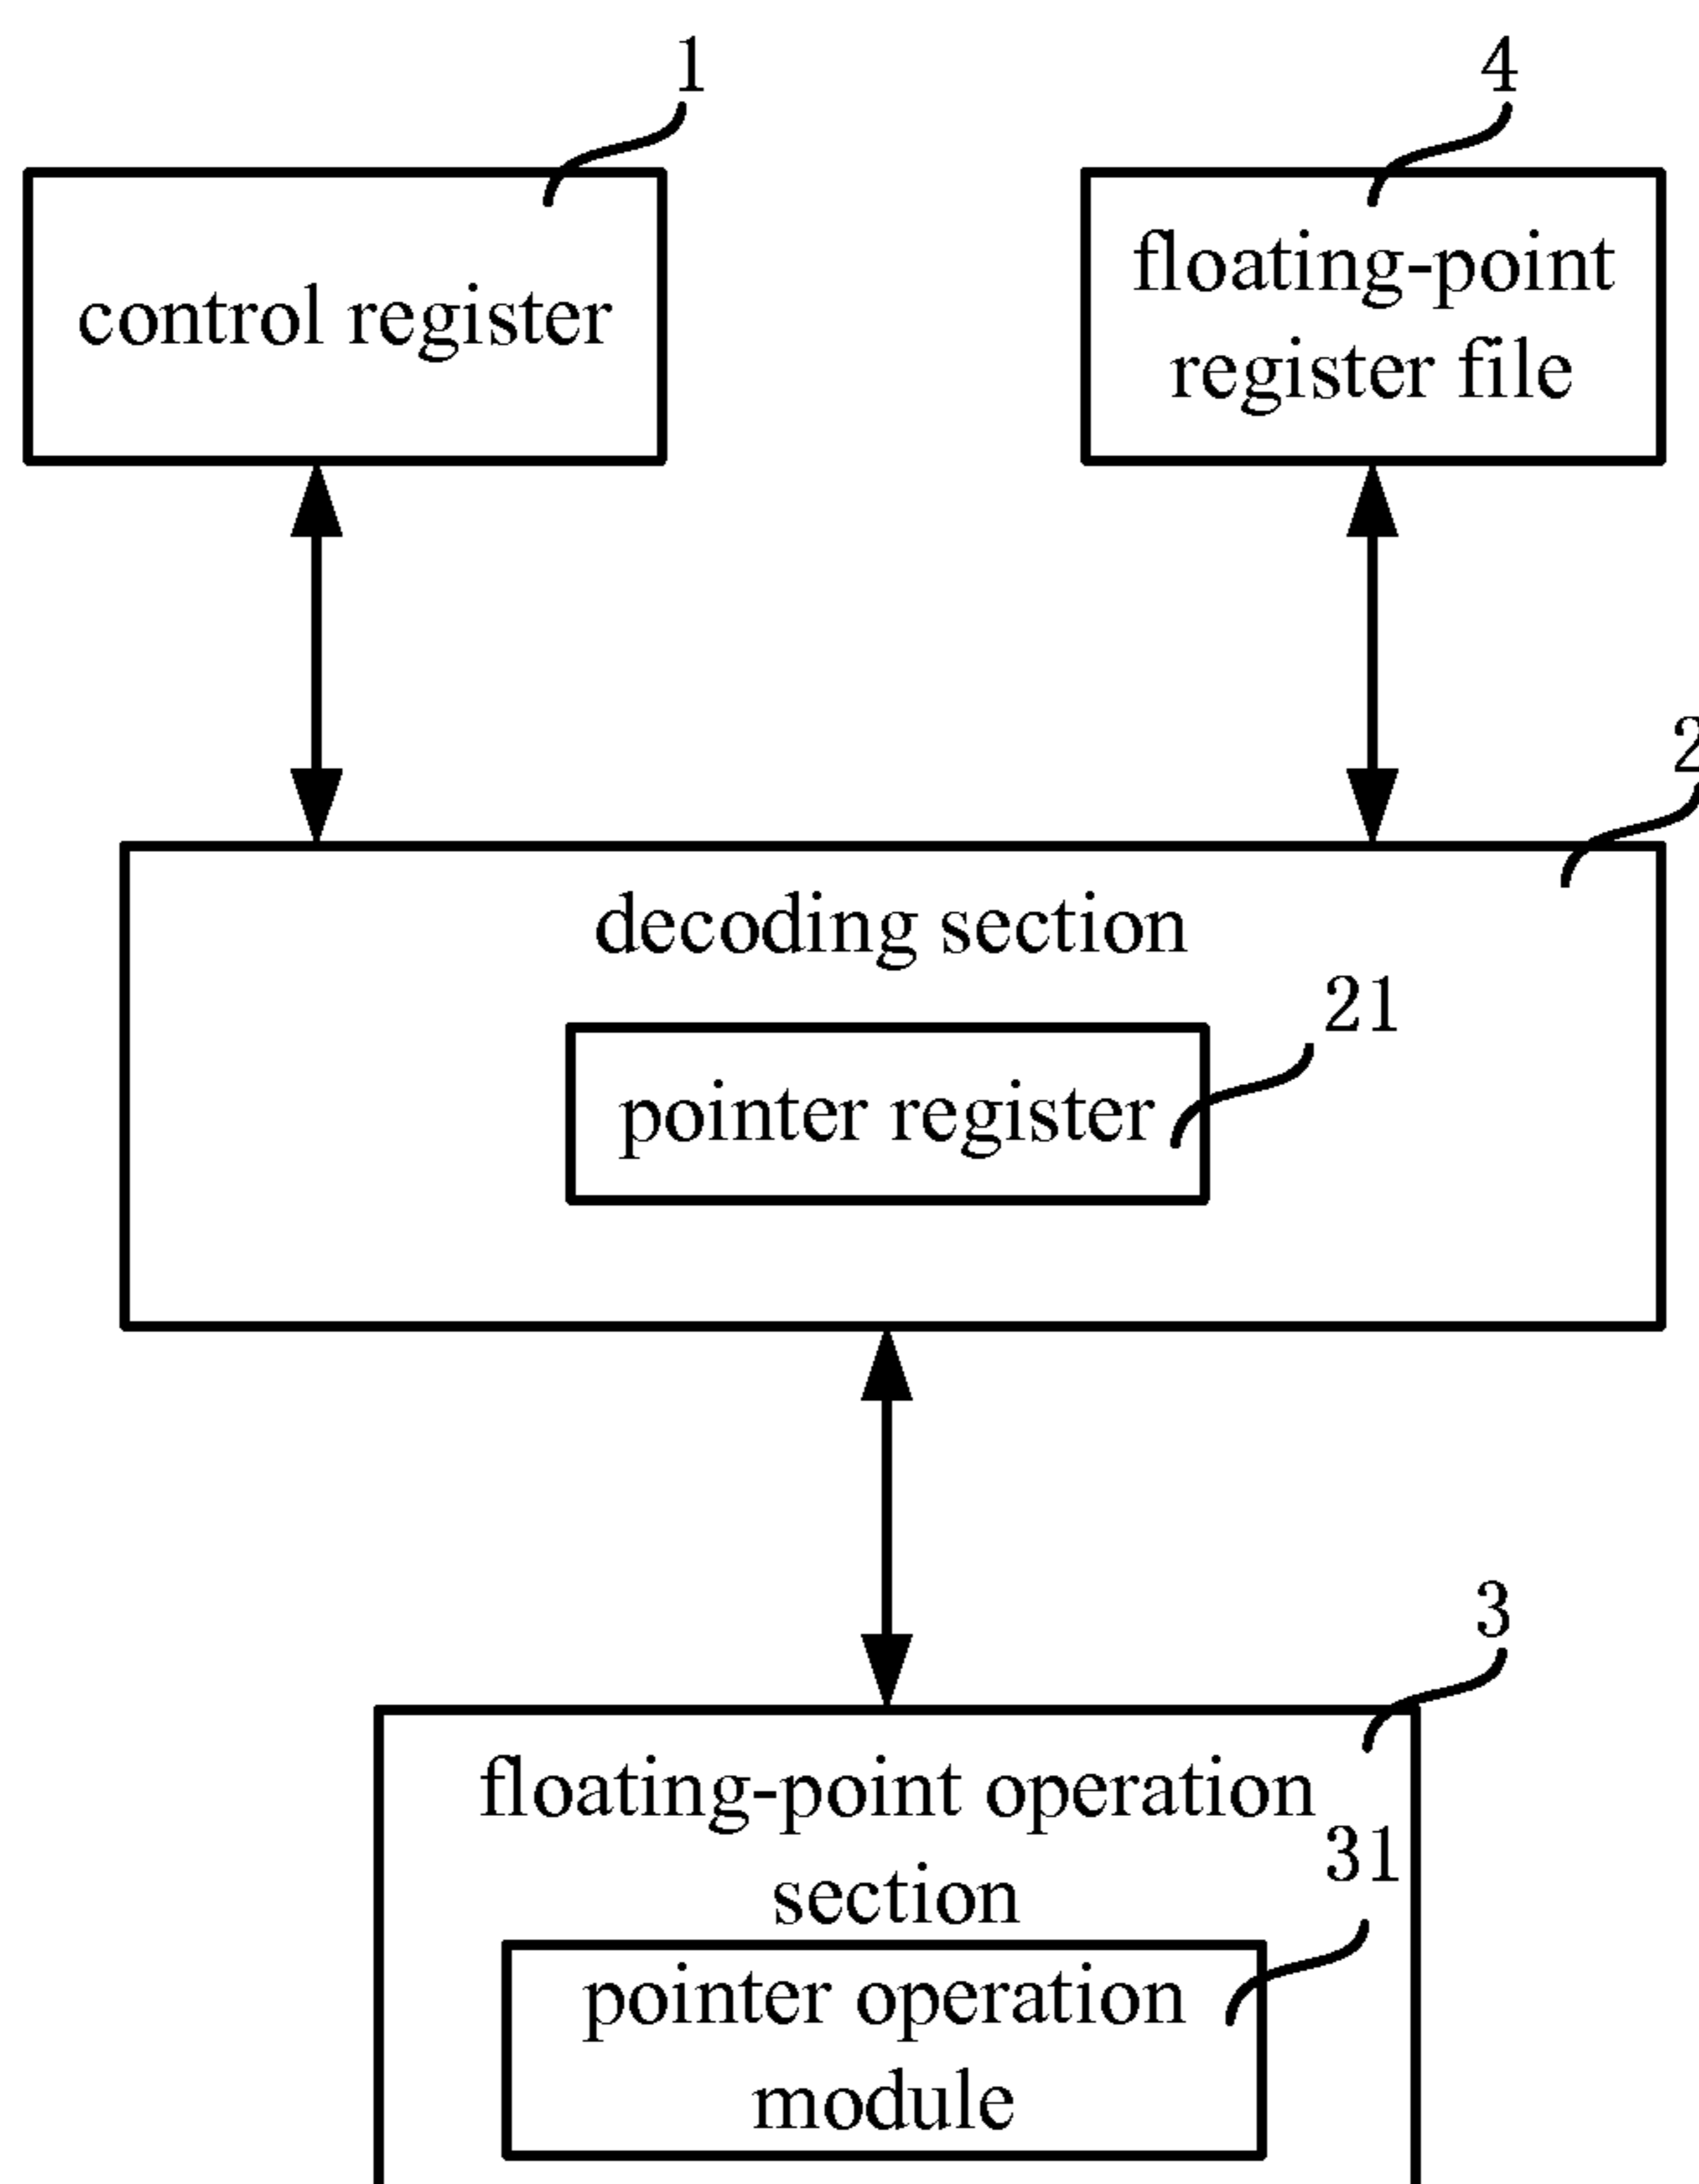 1
4
control register
floating-point
register file
2
decoding section
21
pointer register
3
floating-point operation
31
section
pointer operation
module